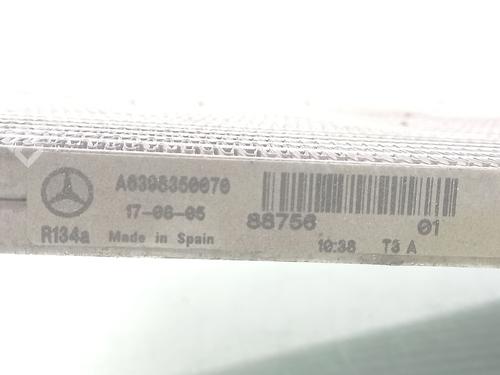 A6398350070
17-08-05
R134a Made in Spain
88756 01
10:38 T3 A